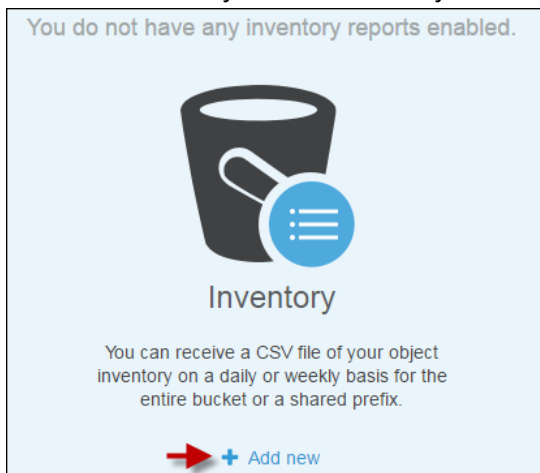 You do not have any inventory reports enabled.
Inventory
You can receive a CSV file of your object
inventory on a daily or weekly basis for the
entire bucket or a shared prefix.
+ Add new